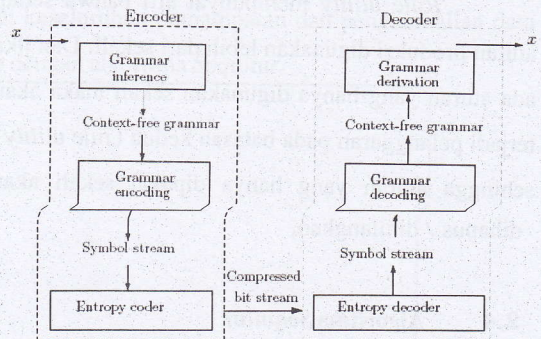 Encoder
Decoder
x
x
Grammar
inference
Grammar
derivation
Context-free grammar
Context-free grammar
Grammar
encoding
Grammar
decoding
Symbol stream
Symbol stream
Compressed
bit stream
Entropy coder
Entropy decoder